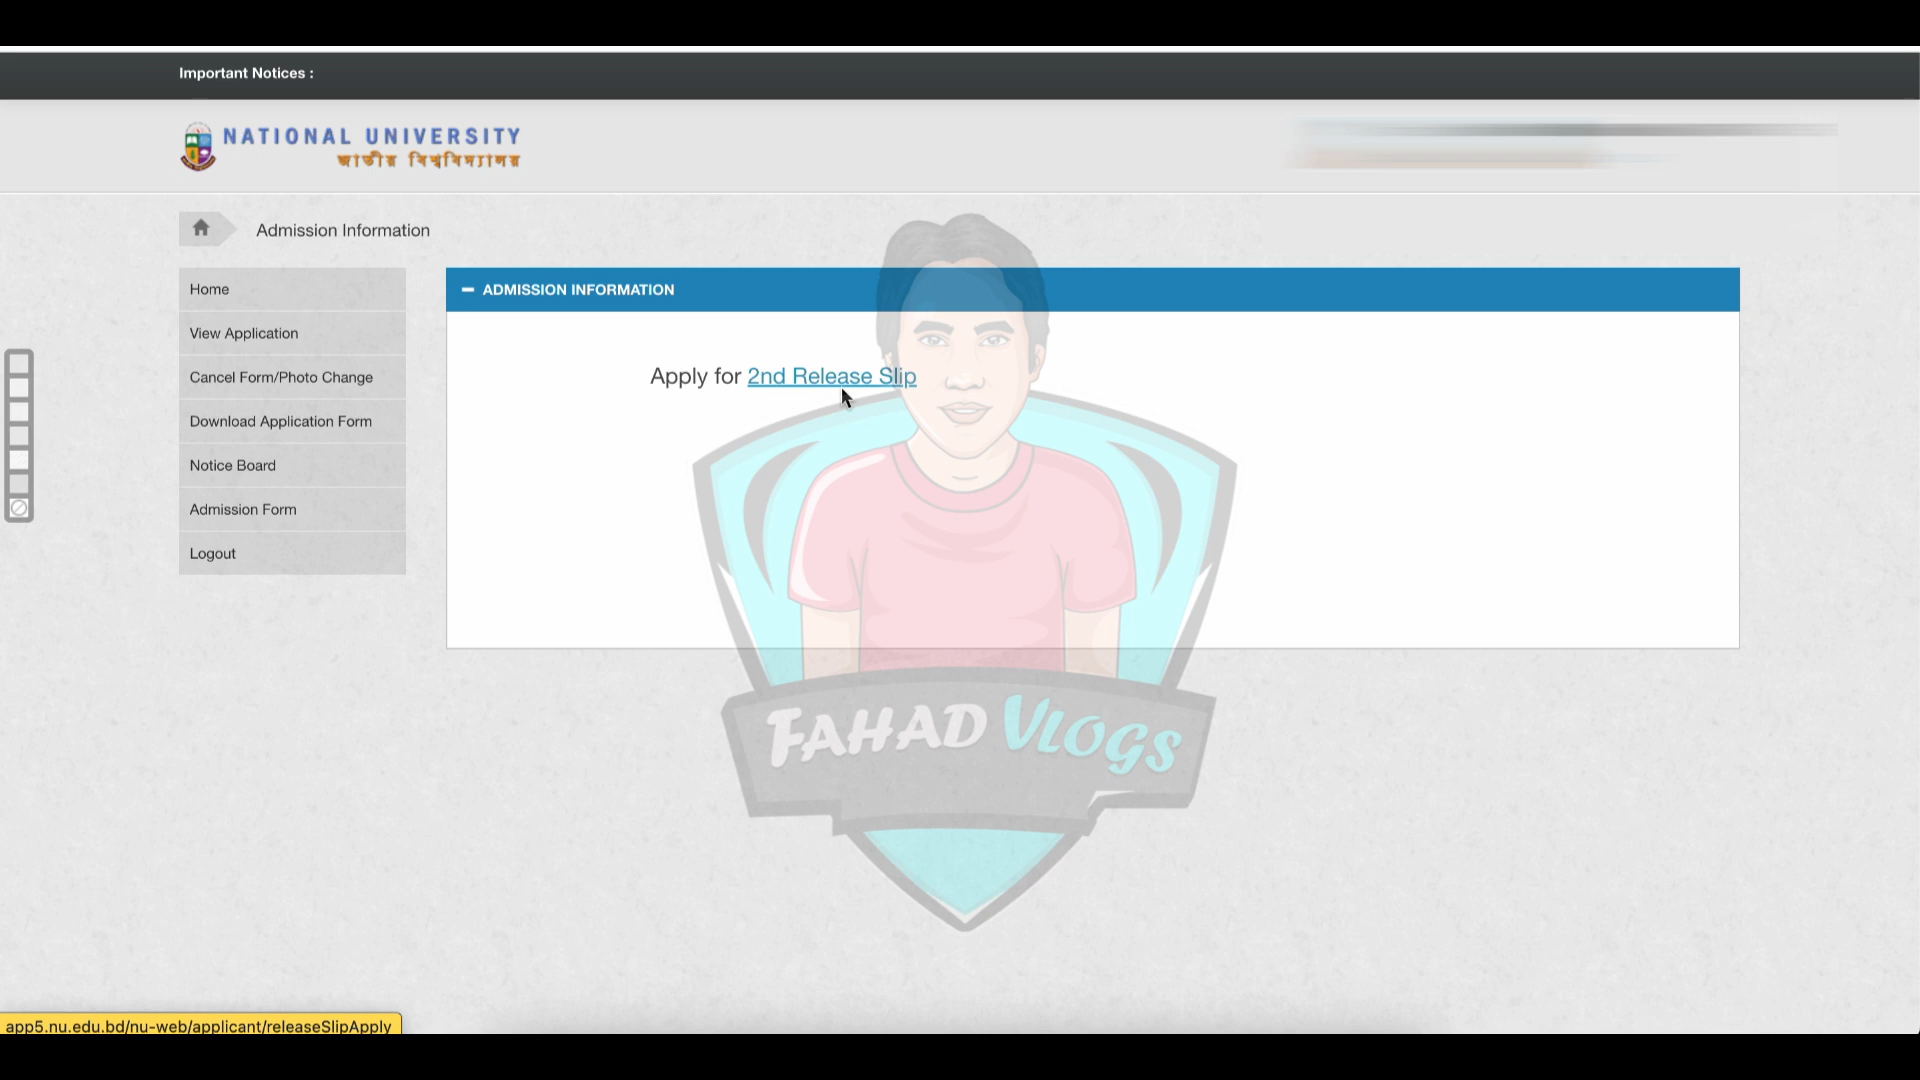 Important Notices :
NATIONAL UNIVERSITY
জাতীয় বিশ্ববিদ্যালয়
Admission Information
Home
View Application
Cancel Form/Photo Change
Download Application Form
Notice Board
Admission Form
Logout
ADMISSION INFORMATION
Apply for 2nd Release Slip
FAHAD VLOGS
app5.nu.edu.bd/nu-web/applicant/releaseSlipApply